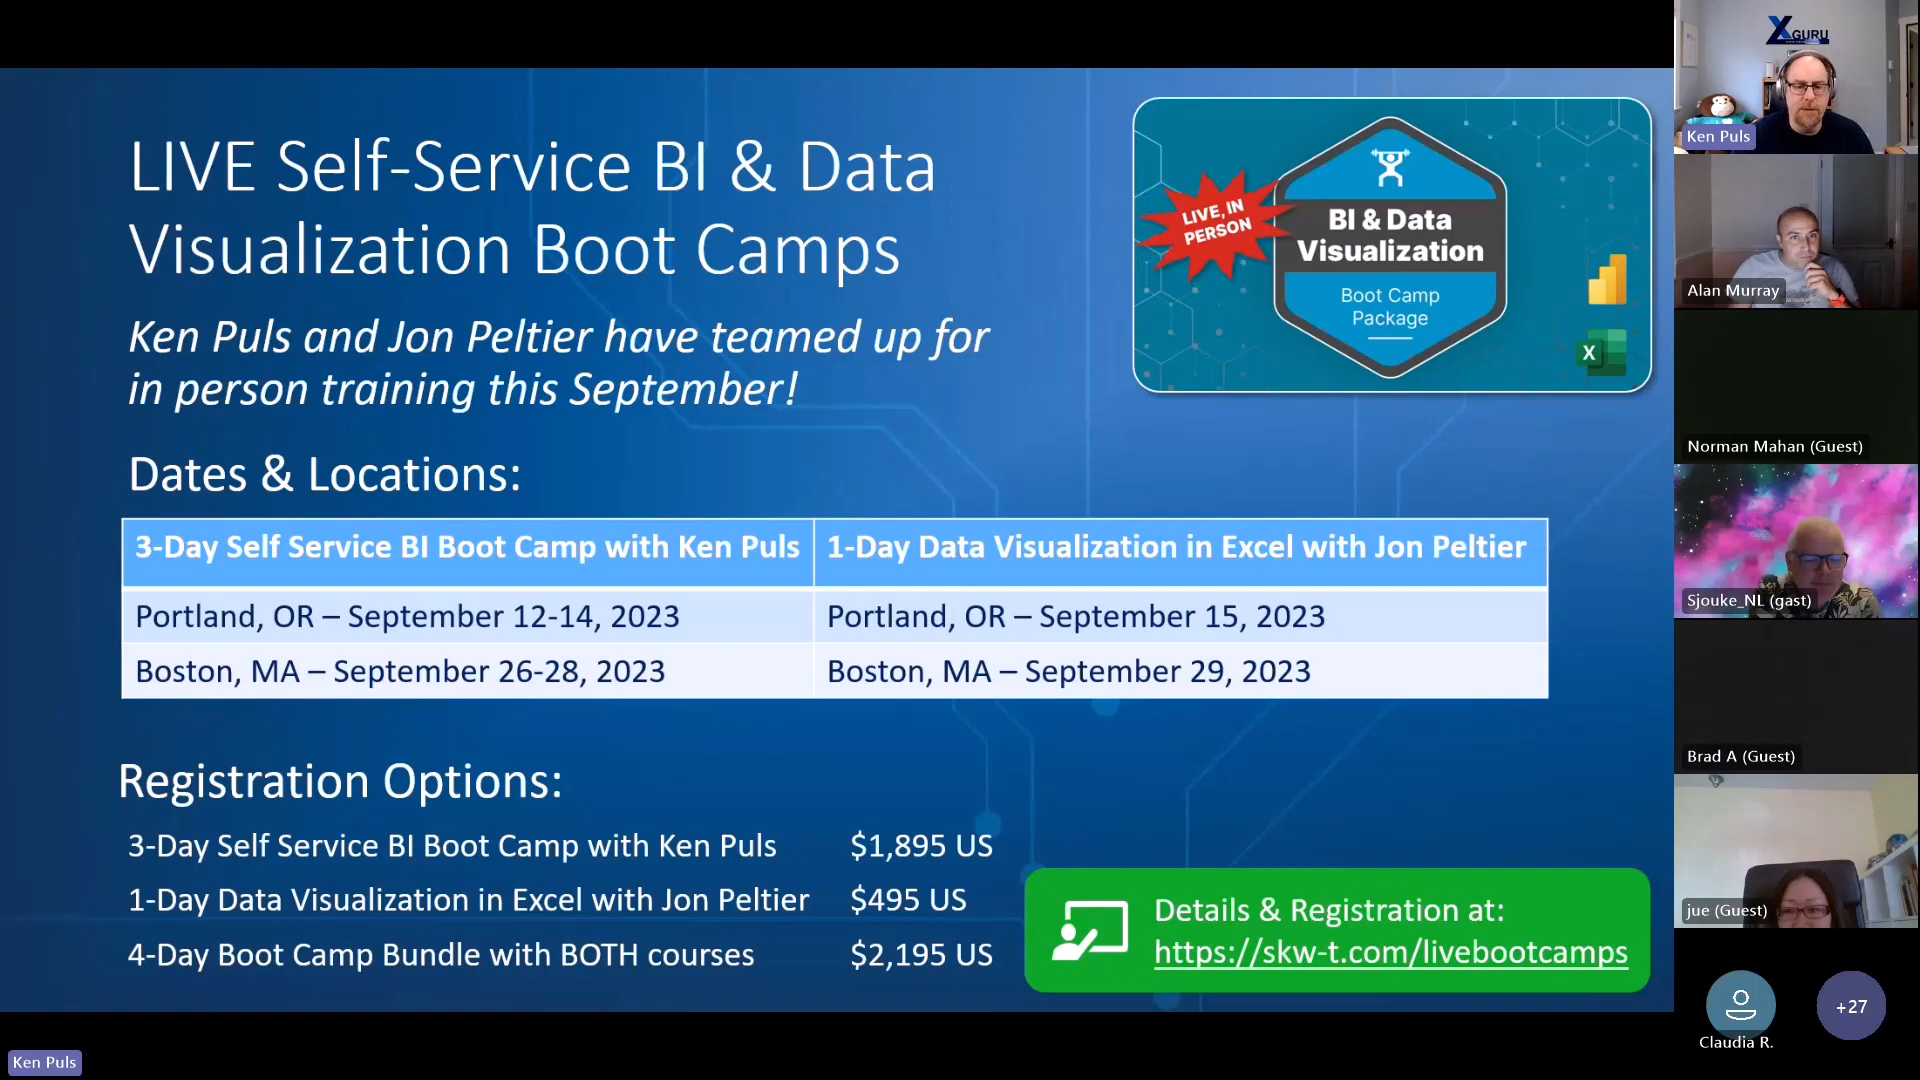 LIVE Self-Service BI & Data
Visualization Boot Camps
Ken Puls and Jon Peltier have teamed up for
in person training this September!
LIVE, IN
PERSON
BI & Data
Visualization
Boot Camp
Package
X
Dates & Locations:
3-Day Self Service BI Boot Camp with Ken Puls
1-Day Data Visualization in Excel with Jon Peltier
Portland, OR – September 12-14, 2023
Portland, OR – September 15, 2023
Boston, MA – September 26-28, 2023
Boston, MA – September 29, 2023
Registration Options:
3-Day Self Service BI Boot Camp with Ken Puls $1,895 US
1-Day Data Visualization in Excel with Jon Peltier $495 US
4-Day Boot Camp Bundle with BOTH courses $2,195 US
Details & Registration at:
https://skw-t.com/livebootcamps
Ken Puls
XLGURU
Ken Puls
Alan Murray
Norman Mahan (Guest)
Sjouke_NL (gast)
Brad A (Guest)
jue (Guest)
Claudia R.
+27